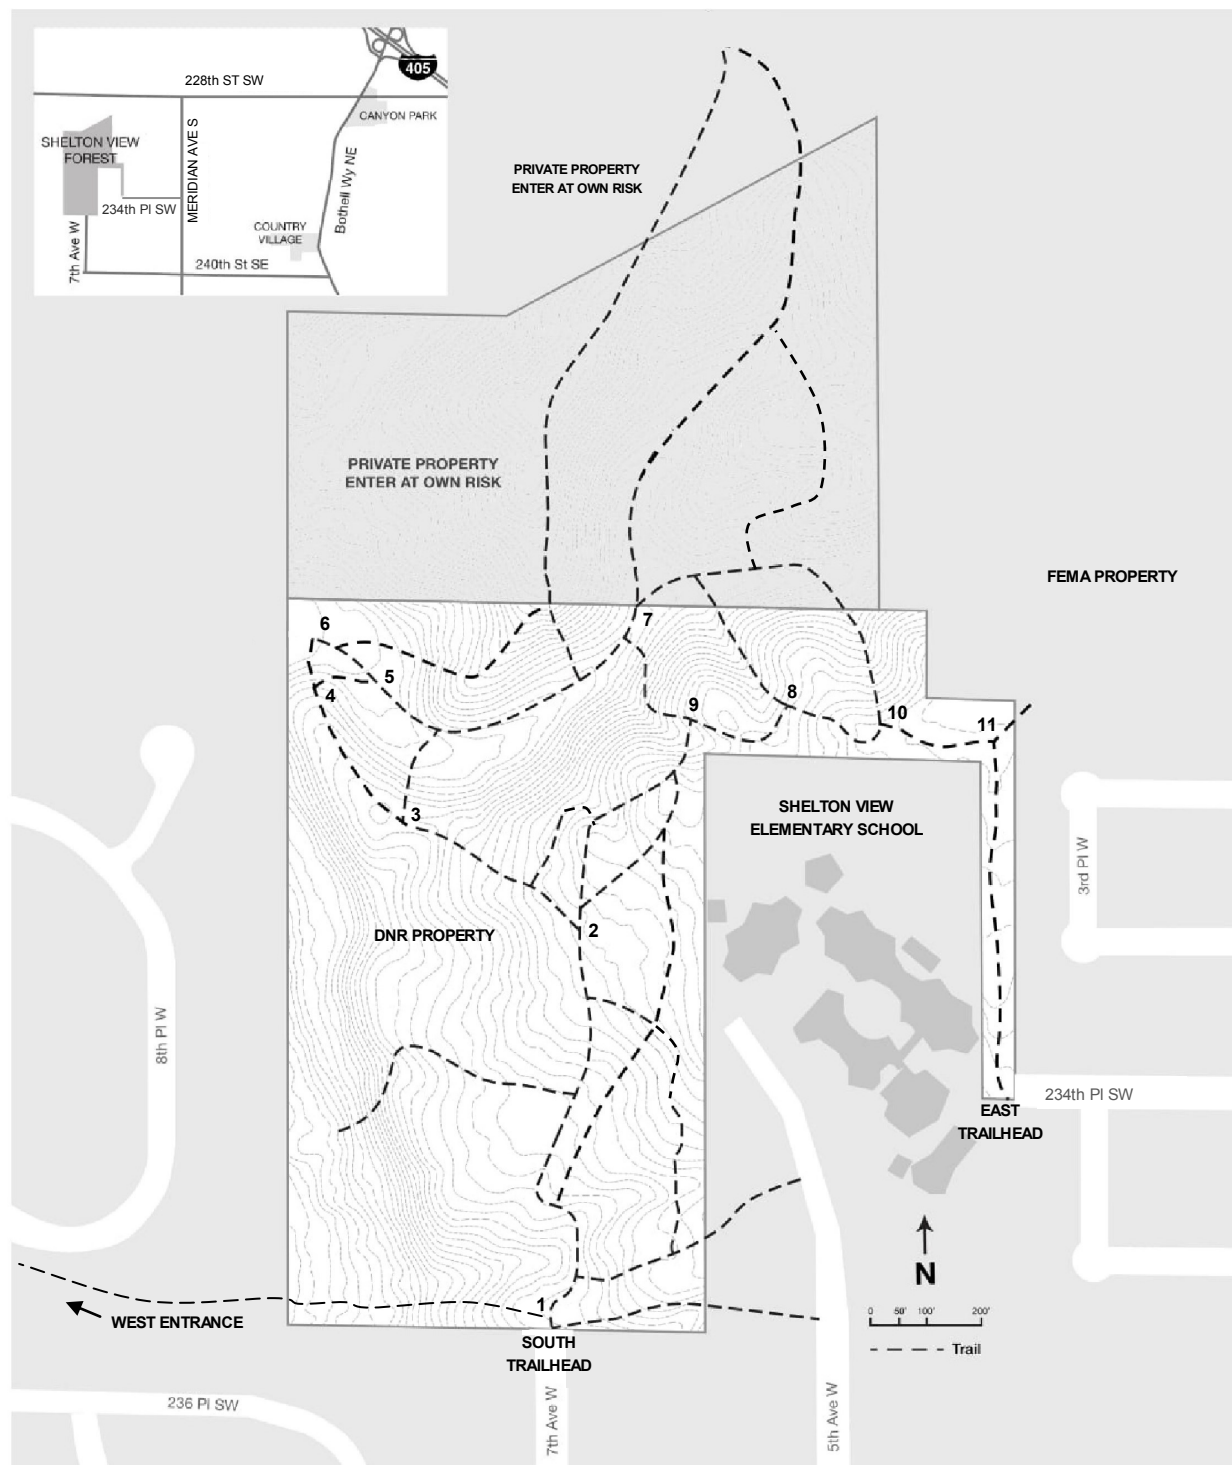 405
228th ST SW
CANYON PARK
MERIDIAN AVE S
SHELTON VIEW
FOREST
Bothell Wy NE
234th Pl SW
COUNTRY
VILLAGE
7th Ave W
240th St SE
PRIVATE PROPERTY
ENTER AT OWN RISK
PRIVATE PROPERTY
ENTER AT OWN RISK
FEMA PROPERTY
6
7
5
4
8
9
10
11
3
SHELTON VIEW
ELEMENTARY SCHOOL
3rd Pl W
2
DNR PROPERTY
8th Pl W
234th Pl SW
EAST
TRAILHEAD
N
1
WEST ENTRANCE
0 50' 100' 200'
Trail
SOUTH
TRAILHEAD
236 Pl SW
7th Ave W
5th Ave W